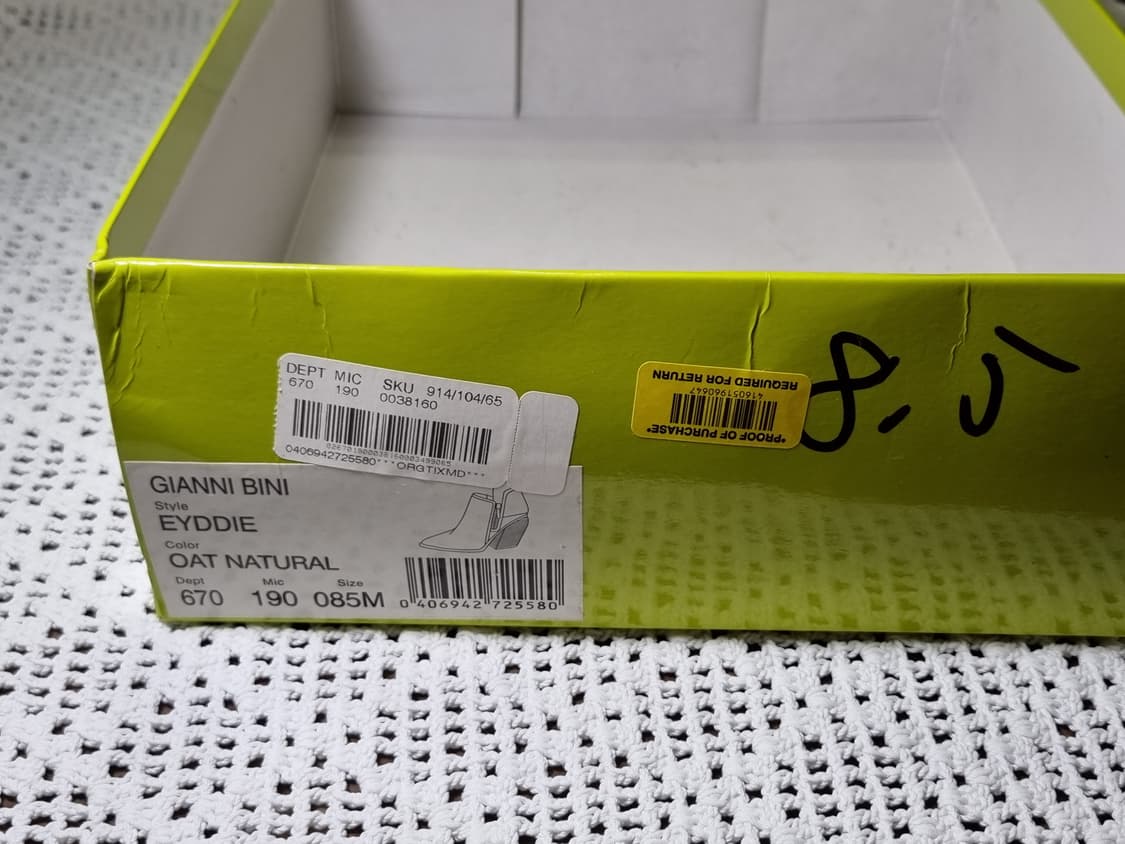 DEPT MIC SKU 914/104/65
670 190 0038160
0406942725580***ORGTIXMD***
*PROOF OF PURCHASE*
416051960647
REQUIRED FOR RETURN
8.5
GIANNI BINI
Style
EYDDIE
Color
OAT NATURAL
Dept Mic Size
670 190 085M
0 406942 725580